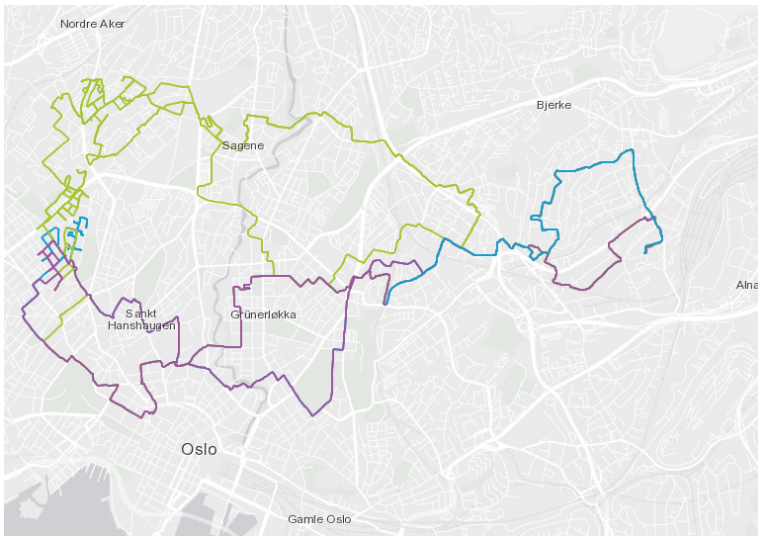 Nordre Aker
Bjerke
Sagene
Alna
Sankt
Hanshaugen
Grünerløkka
Oslo
Gamle Oslo